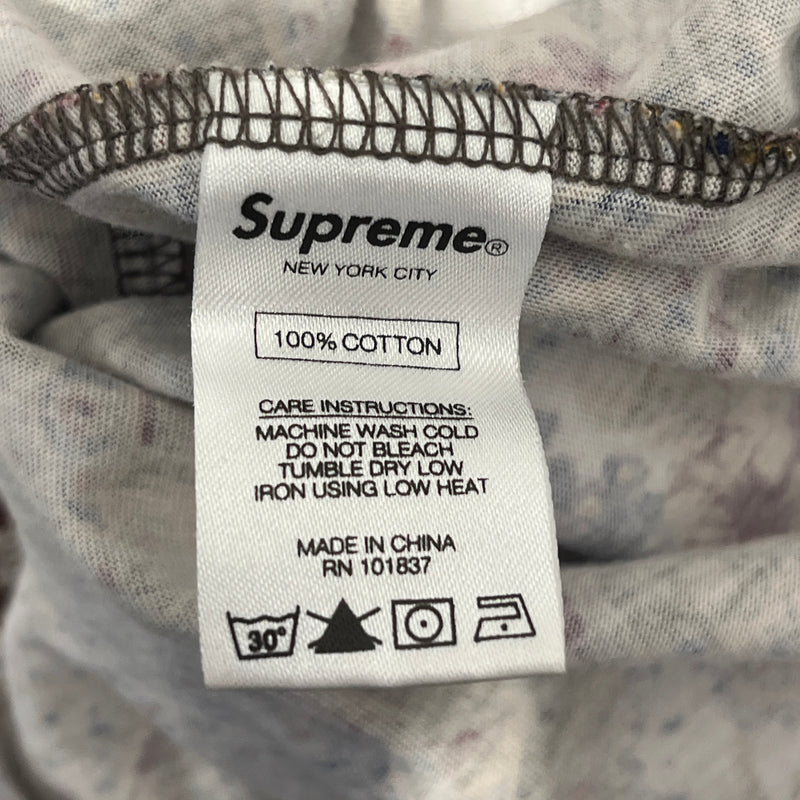 Supreme®
NEW YORK CITY
100% COTTON
CARE INSTRUCTIONS:
MACHINE WASH COLD
DO NOT BLEACH
TUMBLE DRY LOW
IRON USING LOW HEAT
MADE IN CHINA
RN 101837
30°